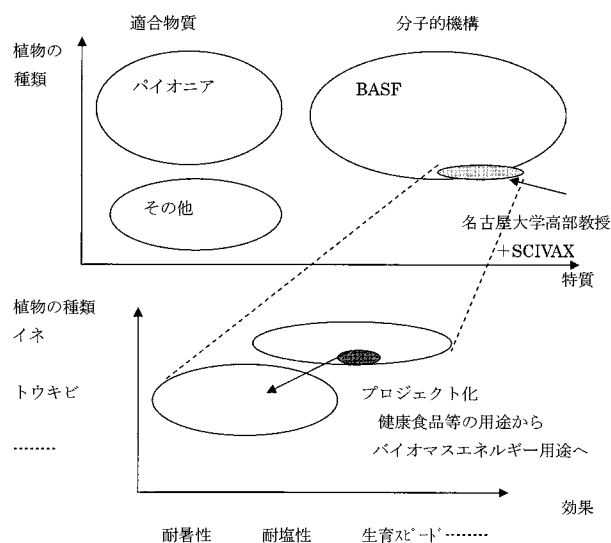 適合物質
分子的機構
植物の
種類
パイオニア
BASF
その他
名古屋大学高部教授
+SCIVAX
特質
植物の種類
イネ
トウキビ
プロジェクト化
健康食品等の用途から
バイオマスエネルギー用途へ
効果
耐暑性 耐塩性 生育ｽﾋﾟｰﾄﾞ